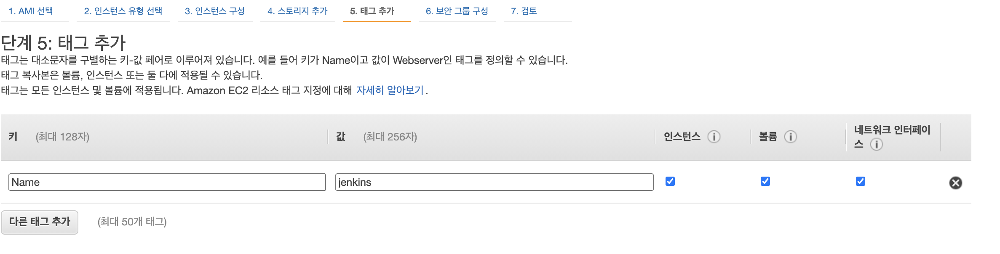 1. AMI 선택 2. 인스턴스 유형 선택 3. 인스턴스 구성 4. 스토리지 추가 5. 태그 추가 6. 보안 그룹 구성 7. 검토
단계 5: 태그 추가
태그는 대소문자를 구별하는 키-값 페어로 이루어져 있습니다. 예를 들어 키가 Name이고 값이 Webserver인 태그를 정의할 수 있습니다.
태그 복사본은 볼륨, 인스턴스 또는 둘 다에 적용될 수 있습니다.
태그는 모든 인스턴스 및 볼륨에 적용됩니다. Amazon EC2 리소스 태그 지정에 대해 자세히 알아보기.
키 (최대 128자) 값 (최대 256자) 인스턴스 볼륨 네트워크 인터페이
스
Name jenkins
다른 태그 추가 (최대 50개 태그)